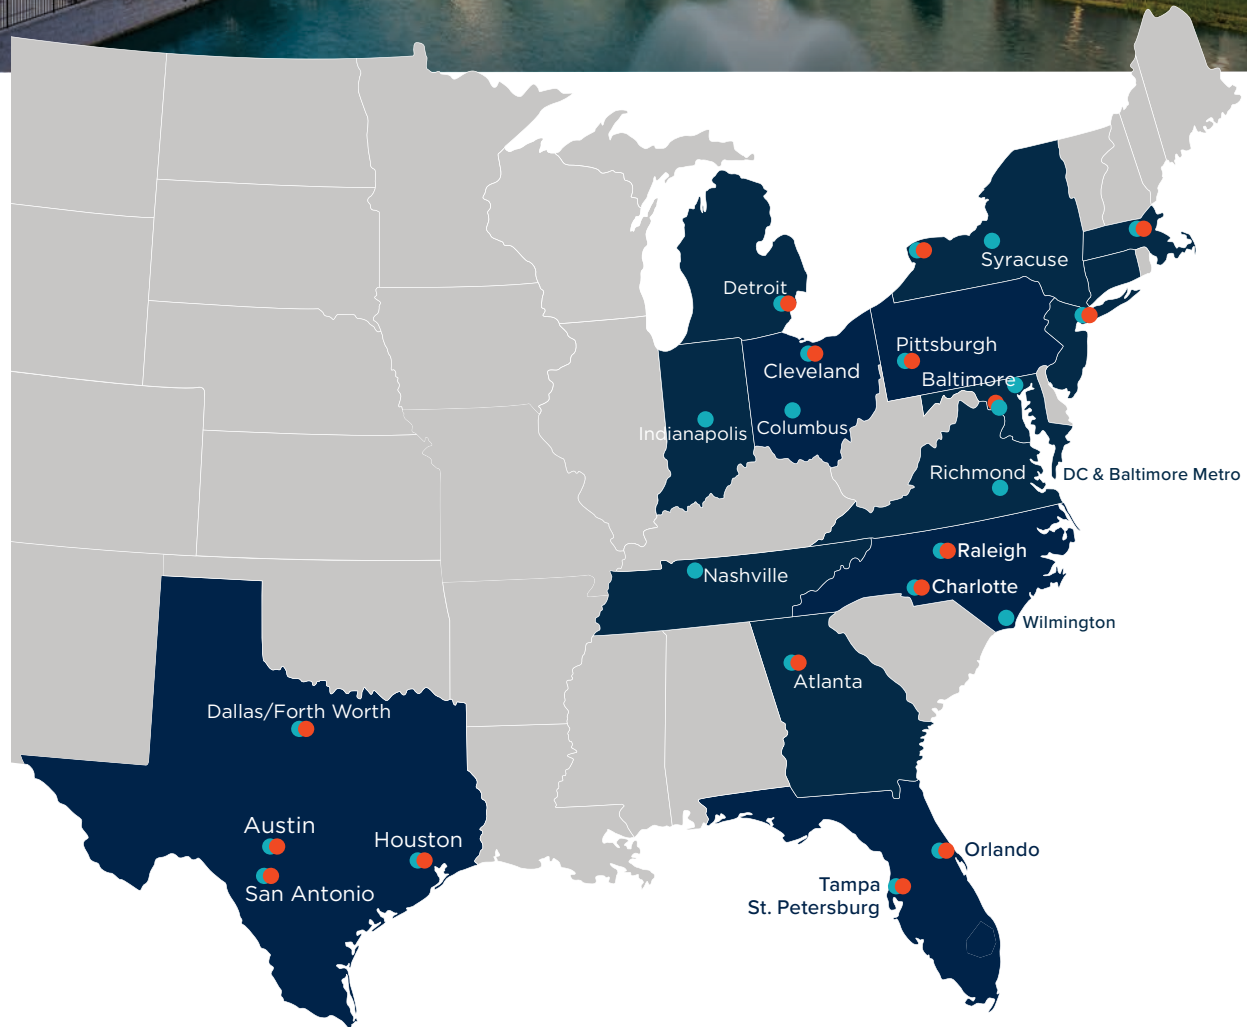 Syracuse
Detroit
Pittsburgh
Cleveland
Baltimore
Columbus
Indianapolis
Richmond
DC & Baltimore Metro
Raleigh
Nashville
Charlotte
Wilmington
Atlanta
Dallas/Forth Worth
Austin
Houston
San Antonio
Orlando
Tampa
St. Petersburg